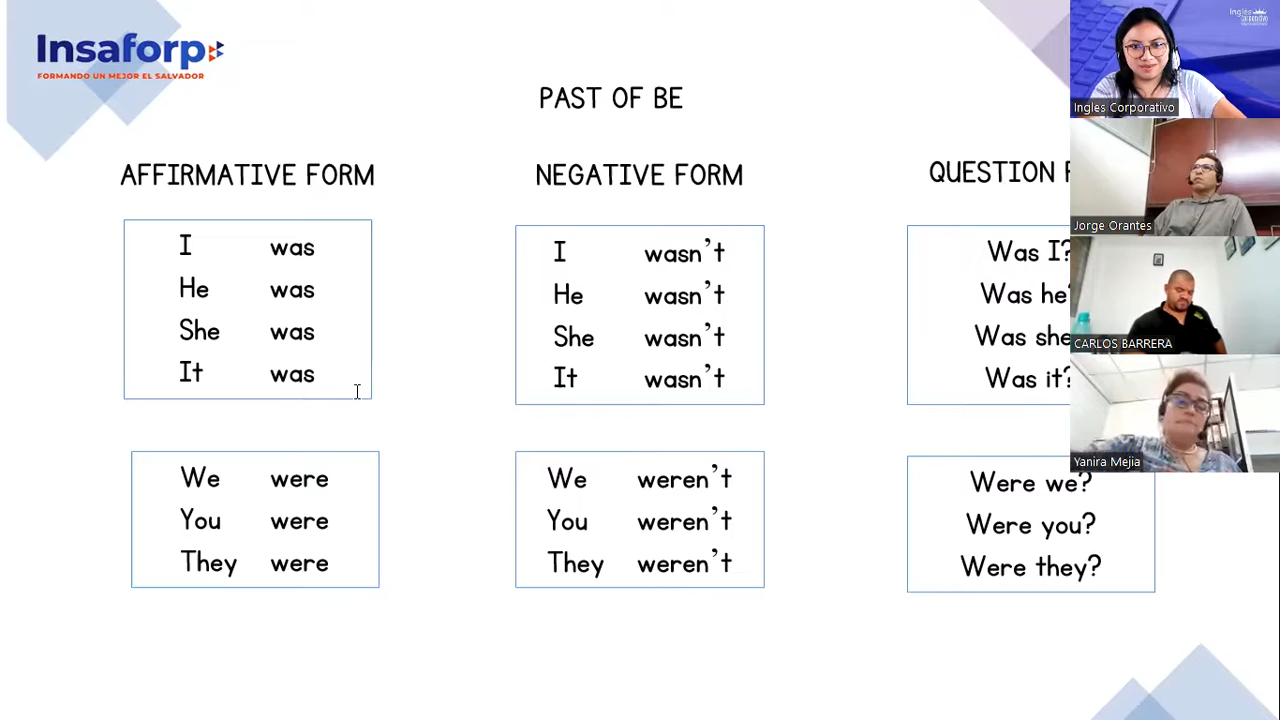 Insaforp
FORMANDO UN MEJOR EL SALVADOR
PAST OF BE
AFFIRMATIVE FORM
I was
He was
She was
It was
We were
You were
They were
NEGATIVE FORM
I wasn't
He wasn't
She wasn't
It wasn't
We weren't
You weren't
They weren't
QUESTION
Was I?
Was he?
Was she
Was it?
Were we?
Were you?
Were they?
Ingles Corporativo
Jorge Orantes
CARLOS BARRERA
Yanira Mejia